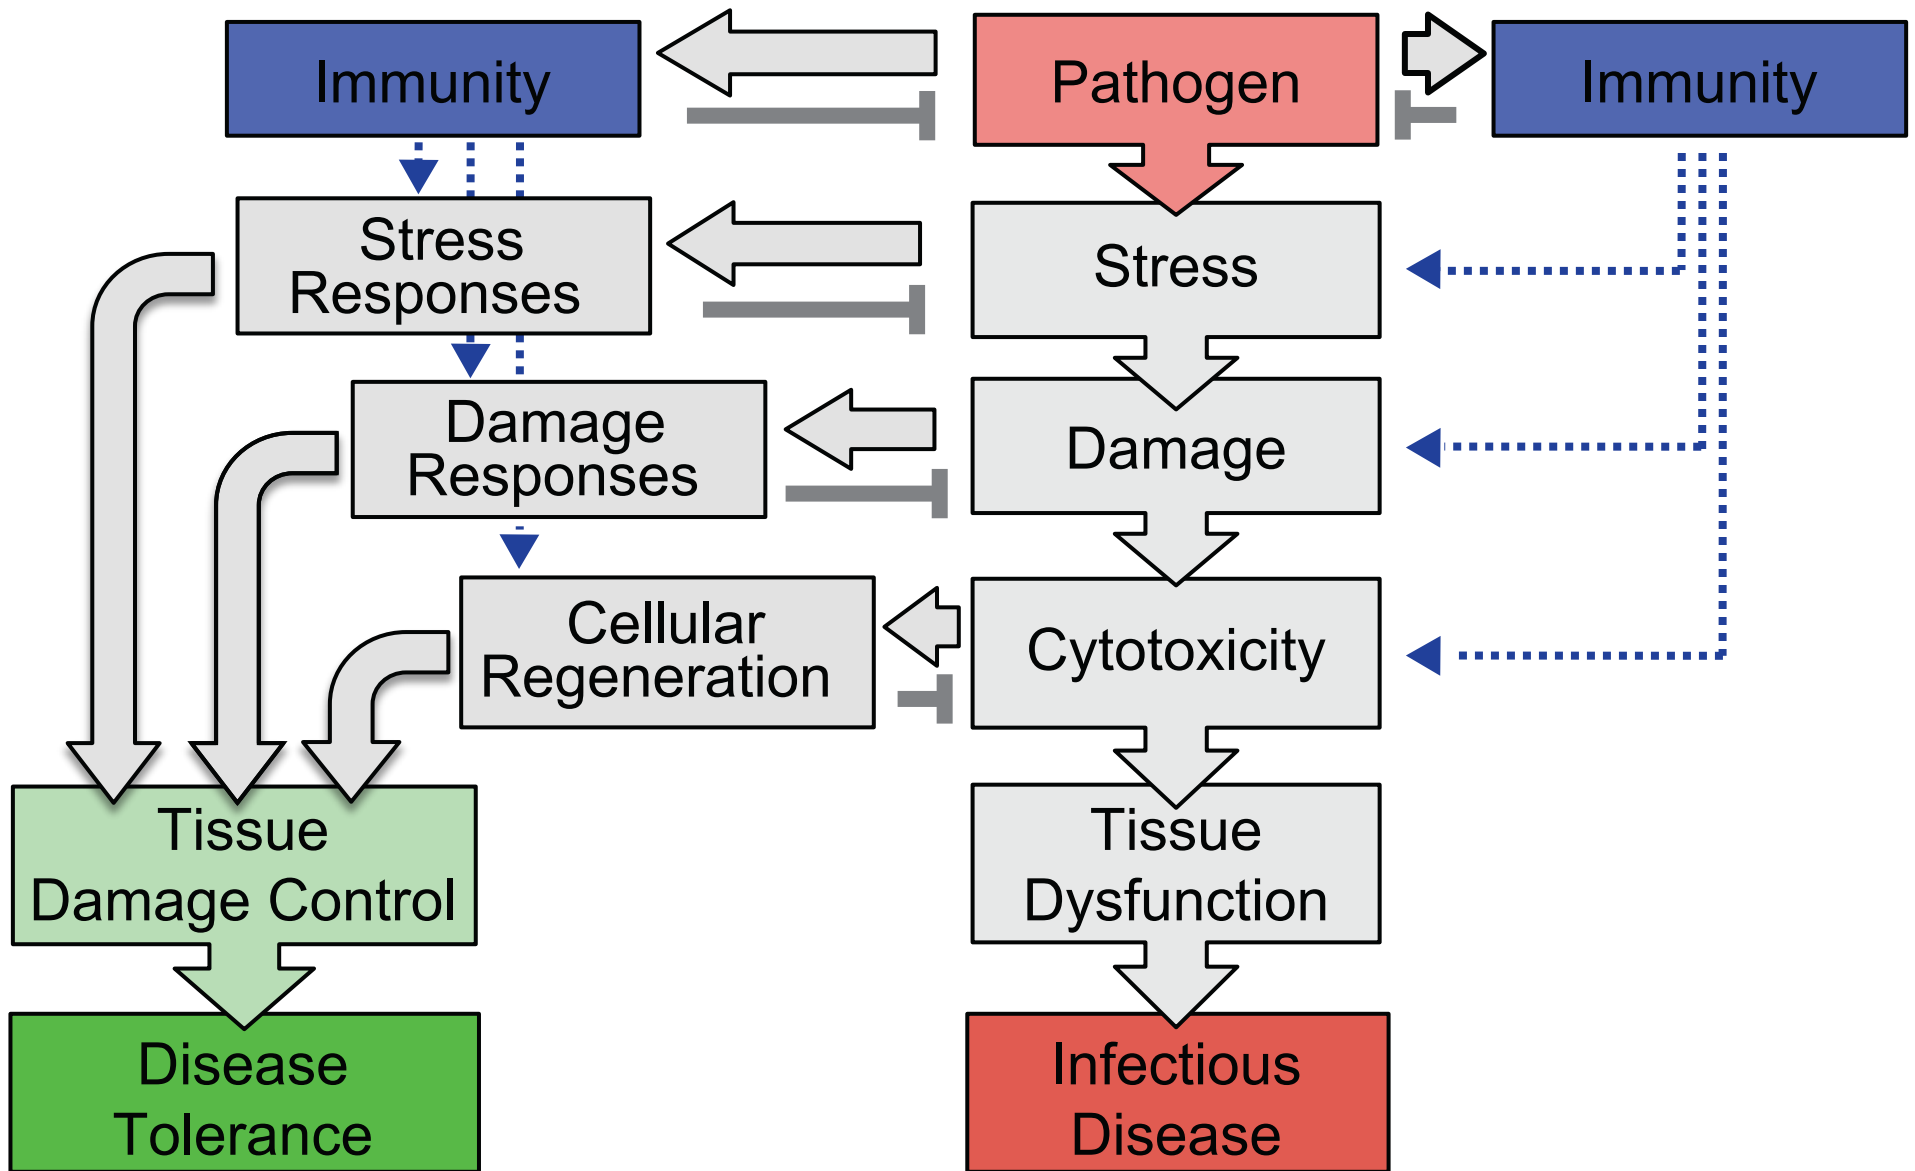 Immunity
Pathogen
Immunity
Stress
Responses
Stress
Damage
Responses
Damage
Cellular
Regeneration
Cytotoxicity
Tissue
Damage Control
Tissue
Dysfunction
Disease
Tolerance
Infectious
Disease